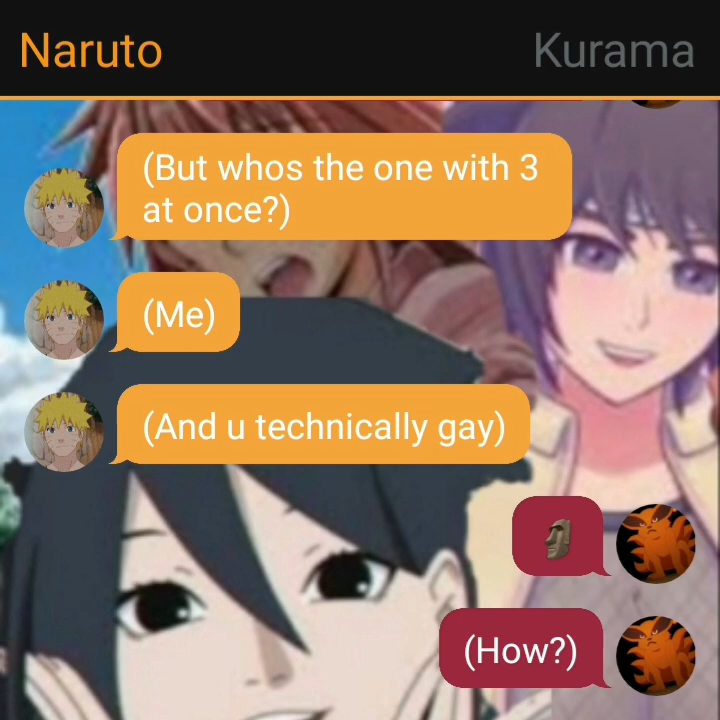 Naruto
Kurama
(But whos the one with 3
at once?)
(Me)
(And u technically gay)
🗿
(How?)